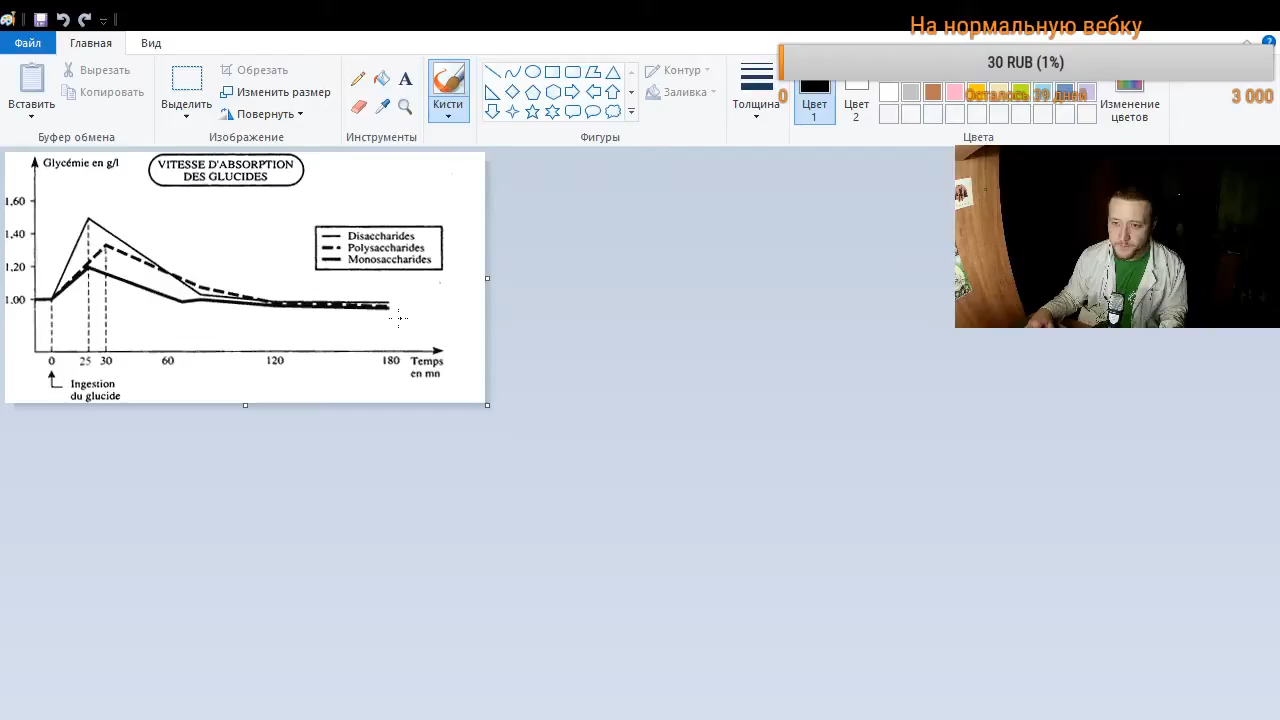 На нормальную вебку
30 RUB (1%)
0
Осталось 39 дней
3 000
Файл
Главная
Вид
Вставить
Вырезать
Копировать
Буфер обмена
Выделить
Обрезать
Изменить размер
Повернуть
Изображение
A
Инструменты
Кисти
Контур
Заливка
Фигуры
Толщина
Цвет
1
Цвет
2
Изменение
цветов
Цвета
Glycémie en g/l
VITESSE D'ABSORPTION
DES GLUCIDES
1,60
1,40
1,20
1,00
Disaccharides
Polysaccharides
Monosaccharides
0
25
30
60
120
180
Temps
en mn
Ingestion
du glucide